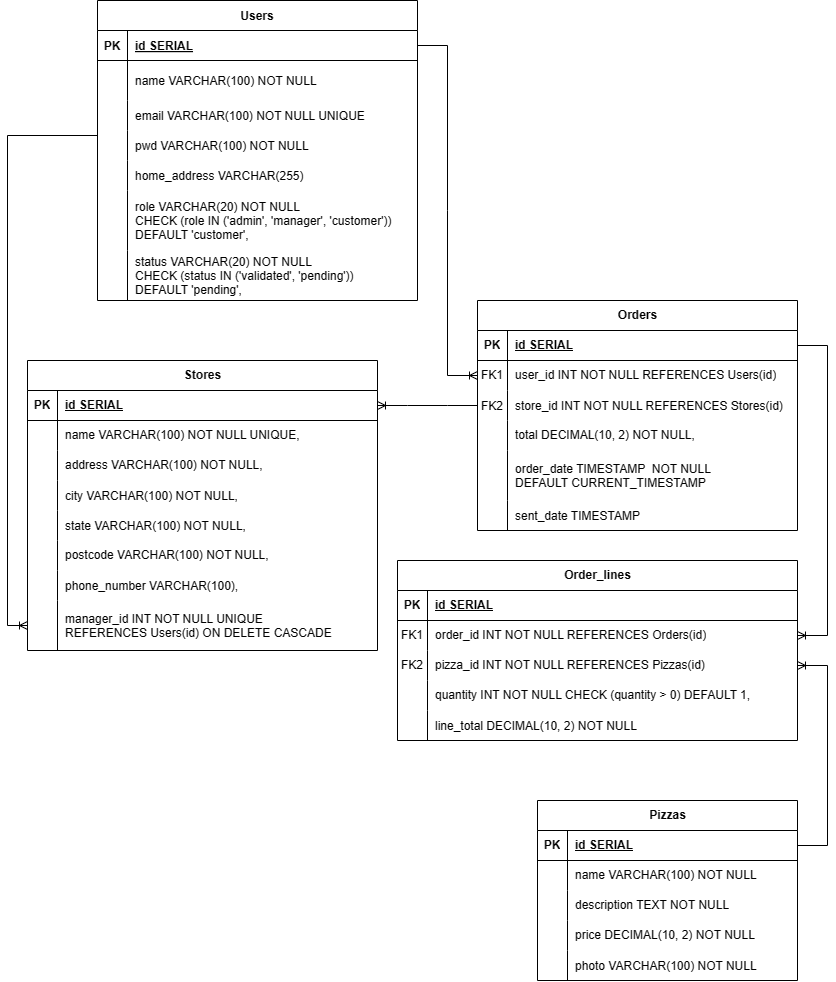 Users
PK id SERIAL
name VARCHAR(100) NOT NULL
email VARCHAR(100) NOT NULL UNIQUE
pwd VARCHAR(100) NOT NULL
home_address VARCHAR(255)
role VARCHAR(20) NOT NULL
CHECK (role IN ('admin', 'manager', 'customer'))
DEFAULT 'customer',
status VARCHAR(20) NOT NULL
CHECK (status IN ('validated', 'pending'))
DEFAULT 'pending',
Orders
PK id SERIAL
FK1 user_id INT NOT NULL REFERENCES Users(id)
FK2 store_id INT NOT NULL REFERENCES Stores(id)
total DECIMAL(10, 2) NOT NULL,
order_date TIMESTAMP  NOT NULL
DEFAULT CURRENT_TIMESTAMP
sent_date TIMESTAMP
Stores
PK id SERIAL
name VARCHAR(100) NOT NULL UNIQUE,
address VARCHAR(100) NOT NULL,
city VARCHAR(100) NOT NULL,
state VARCHAR(100) NOT NULL,
postcode VARCHAR(100) NOT NULL,
phone_number VARCHAR(100),
manager_id INT NOT NULL UNIQUE
REFERENCES Users(id) ON DELETE CASCADE
Order_lines
PK id SERIAL
FK1 order_id INT NOT NULL REFERENCES Orders(id)
FK2 pizza_id INT NOT NULL REFERENCES Pizzas(id)
quantity INT NOT NULL CHECK (quantity > 0) DEFAULT 1,
line_total DECIMAL(10, 2) NOT NULL
Pizzas
PK id SERIAL
name VARCHAR(100) NOT NULL
description TEXT NOT NULL
price DECIMAL(10, 2) NOT NULL
photo VARCHAR(100) NOT NULL